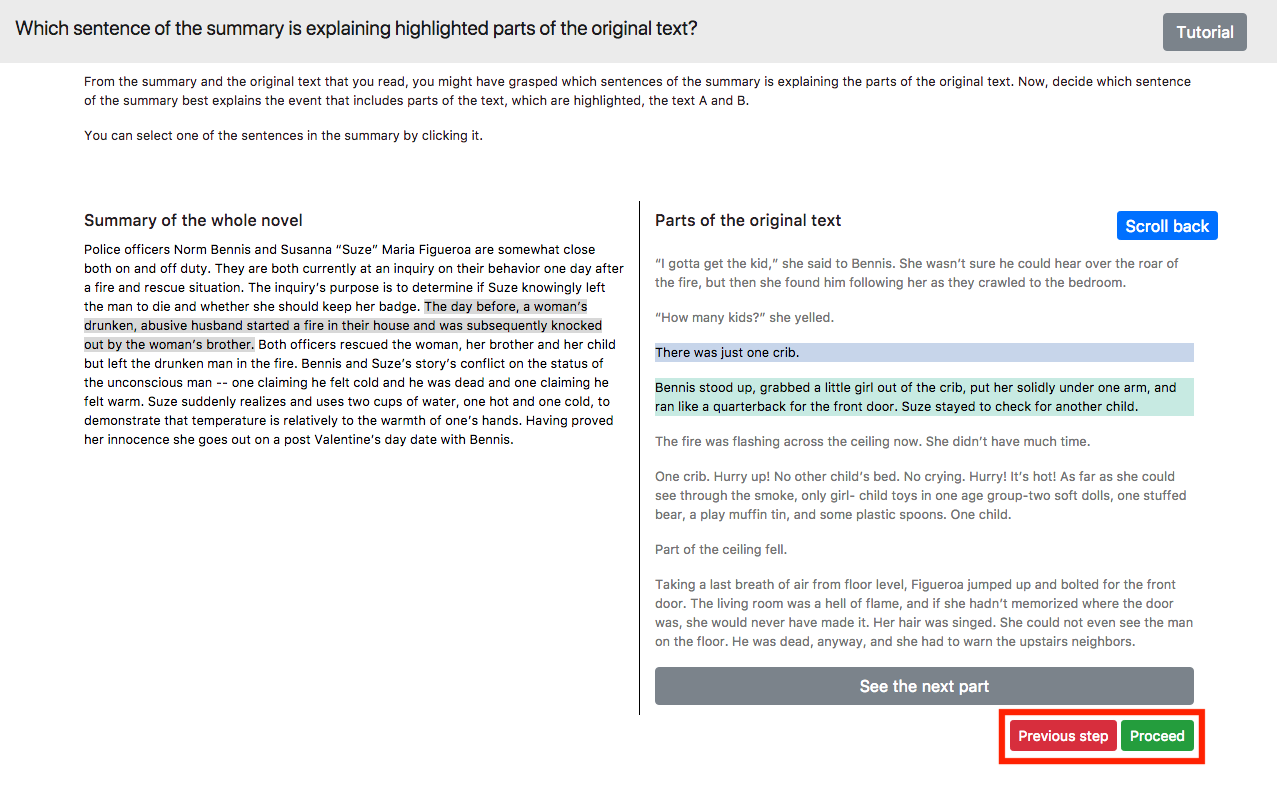 Which sentence of the summary is explaining highlighted parts of the original text?
Tutorial
From the summary and the original text that you read, you might have grasped which sentences of the summary is explaining the parts of the original text. Now, decide which sentence
of the summary best explains the event that includes parts of the text, which are highlighted, the text A and B.
You can select one of the sentences in the summary by clicking it.
Summary of the whole novel
Police officers Norm Bennis and Susanna “Suze” Maria Figueroa are somewhat close
both on and off duty. They are both currently at an inquiry on their behavior one day after
a fire and rescue situation. The inquiry’s purpose is to determine if Suze knowingly left
the man to die and whether she should keep her badge. The day before, a woman’s
drunken, abusive husband started a fire in their house and was subsequently knocked
out by the woman’s brother. Both officers rescued the woman, her brother and her child
but left the drunken man in the fire. Bennis and Suze’s story’s conflict on the status of
the unconscious man -- one claiming he felt cold and he was dead and one claiming he
felt warm. Suze suddenly realizes and uses two cups of water, one hot and one cold, to
demonstrate that temperature is relatively to the warmth of one’s hands. Having proved
her innocence she goes out on a post Valentine’s day date with Bennis.
Parts of the original text
Scroll back
“I gotta get the kid,” she said to Bennis. She wasn’t sure he could hear over the roar of
the fire, but then she found him following her as they crawled to the bedroom.
“How many kids?” she yelled.
There was just one crib.
Bennis stood up, grabbed a little girl out of the crib, put her solidly under one arm, and
ran like a quarterback for the front door. Suze stayed to check for another child.
The fire was flashing across the ceiling now. She didn’t have much time.
One crib. Hurry up! No other child’s bed. No crying. Hurry! It’s hot! As far as she could
see through the smoke, only girl- child toys in one age group-two soft dolls, one stuffed
bear, a play muffin tin, and some plastic spoons. One child.
Part of the ceiling fell.
Taking a last breath of air from floor level, Figueroa jumped up and bolted for the front
door. The living room was a hell of flame, and if she hadn’t memorized where the door
was, she would never have made it. Her hair was singed. She could not even see the man
on the floor. He was dead, anyway, and she had to warn the upstairs neighbors.
See the next part
Previous step
Proceed